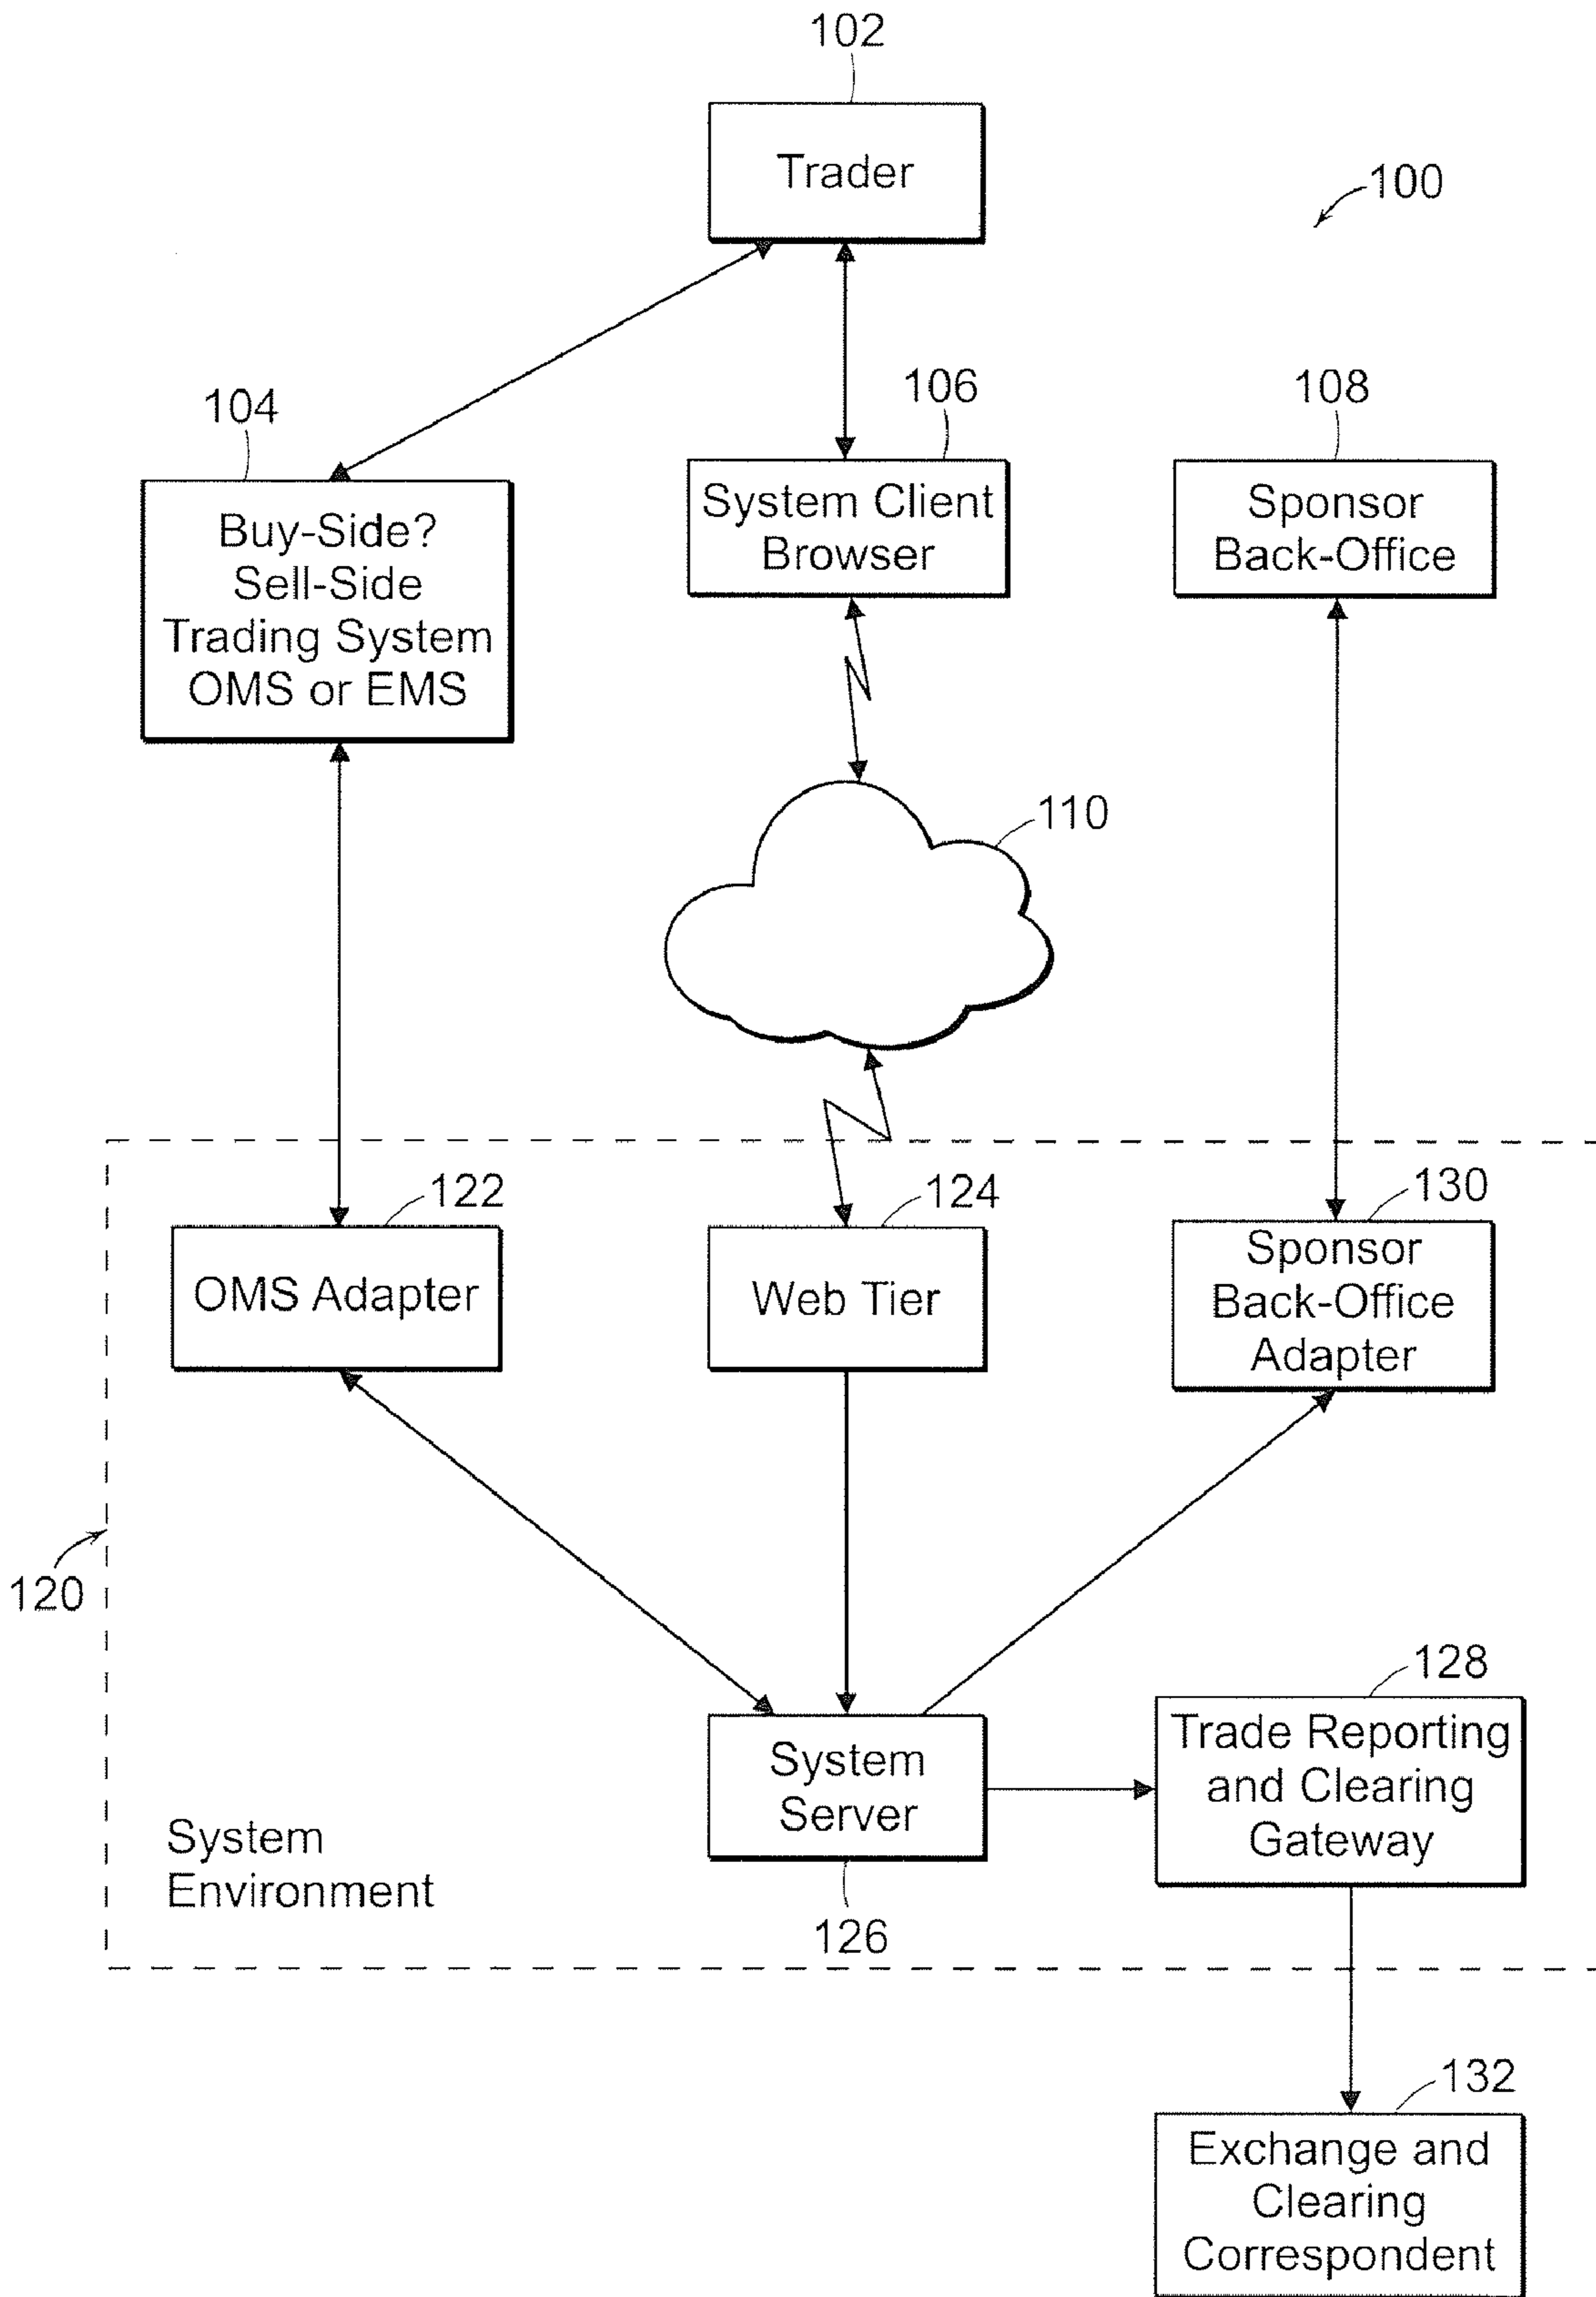 102
Trader
100
104
Buy-Side?
Sell-Side
Trading System
OMS or EMS
106
System Client
Browser
108
Sponsor
Back-Office
110
122
OMS Adapter
124
Web Tier
130
Sponsor
Back-Office
Adapter
120
System
Environment
System
Server
126
128
Trade Reporting
and Clearing
Gateway
132
Exchange and
Clearing
Correspondent